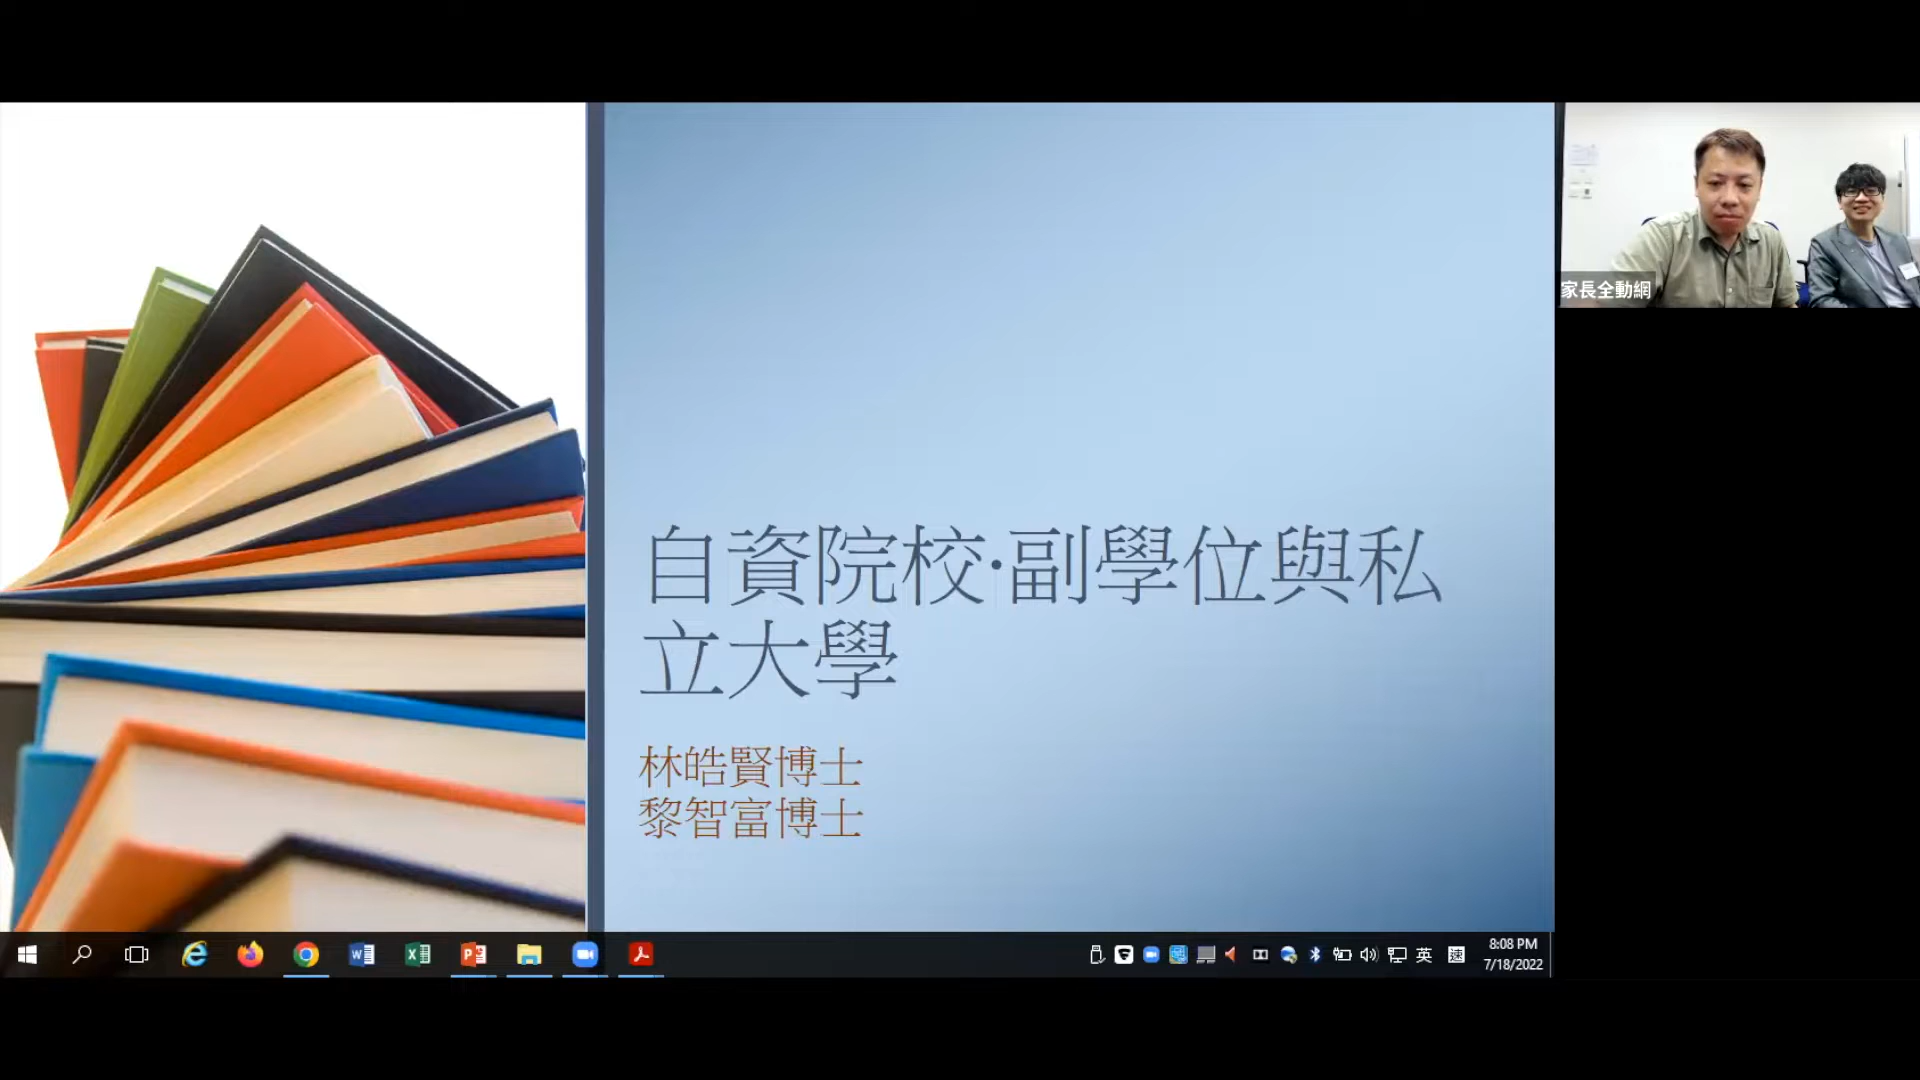 自資院校·副學位與私
立大學
林皓賢博士
黎智富博士
家長全動網
英
速
8:08 PM
7/18/2022